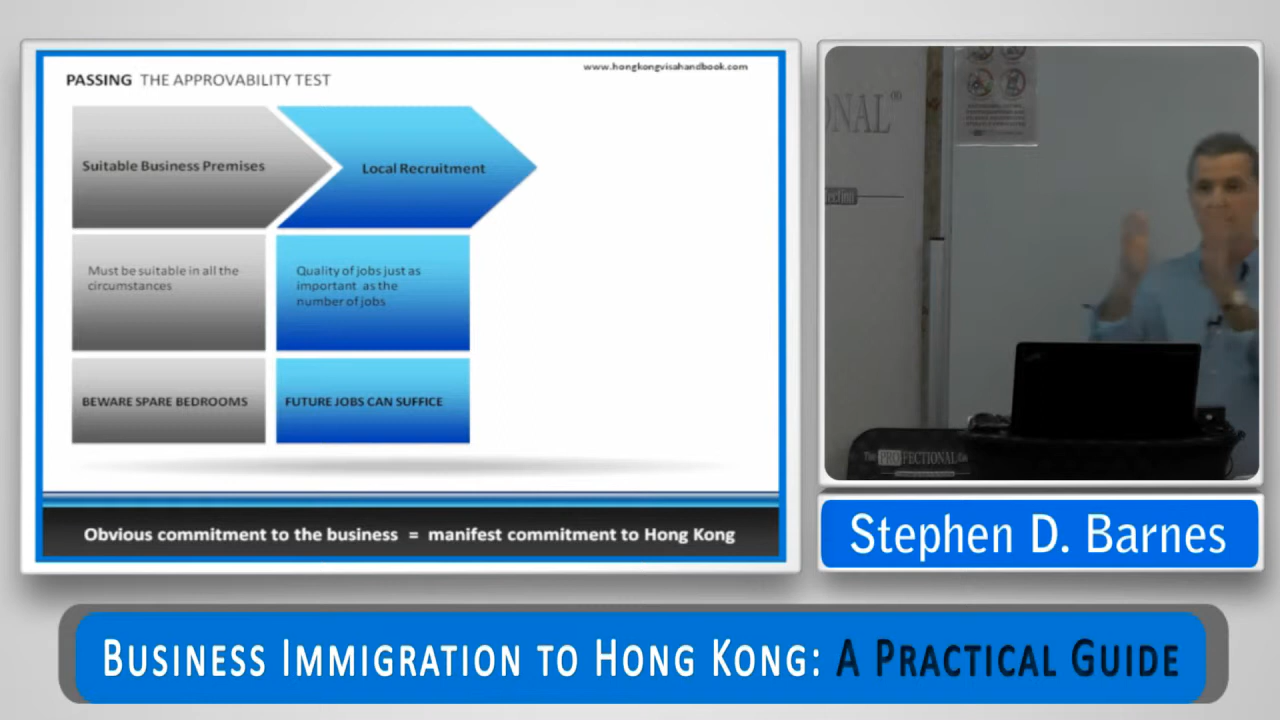 PASSING THE APPROVABILITY TEST
www.hongkongvisahandbook.com
Suitable Business Premises
Local Recruitment
Must be suitable in all the
circumstances
Quality of jobs just as
important as the
number of jobs
BEWARE SPARE BEDROOMS
FUTURE JOBS CAN SUFFICE
Obvious commitment to the business = manifest commitment to Hong Kong
ONAL®
PROFECTIONAL
Stephen D. Barnes
BUSINESS IMMIGRATION TO HONG KONG: A PRACTICAL GUIDE